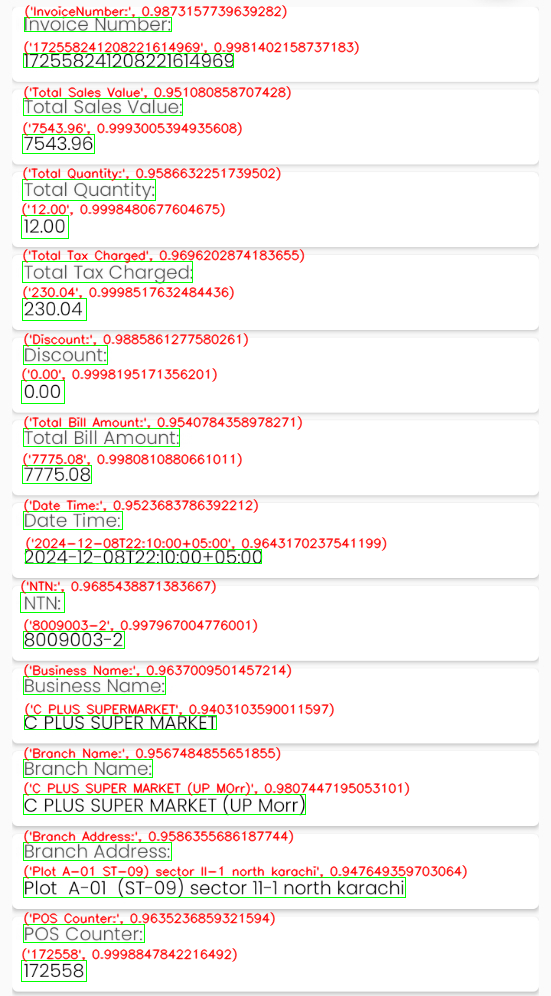 ('InvoiceNumber:', 0.9873157739639282)
Invoice Number:
('172558241208221614969', 0.9981402158737183)
172558241208221614969
('Total Sales Value', 0.951080858707428)
Total Sales Value:
('7543.96', 0.9993005394935608)
7543.96
('Total Quantity:', 0.9586632251739502)
Total Quantity:
('12.00', 0.9998480677604675)
12.00
('Total Tax Charged', 0.9696202874183655)
Total Tax Charged:
('230.04', 0.9998517632484436)
230.04
('Discount:', 0.9885861277580261)
Discount:
('0.00', 0.9998195171356201)
0.00
('Total Bill Amount:', 0.9540784358978271)
Total Bill Amount:
('7775.08', 0.9980810880661011)
7775.08
('Date Time:', 0.9523683786392212)
Date Time:
('2024-12-08T22:10:00+05:00', 0.9643170237541199)
2024-12-08T22:10:00+05:00
('NTN:', 0.9685438871383667)
NTN:
('8009003-2', 0.997967004776001)
8009003-2
('Business Name:', 0.9637009501457214)
Business Name:
('C PLUS SUPERMARKET', 0.9403103590011597)
C PLUS SUPER MARKET
('Branch Name:', 0.9567484855651855)
Branch Name:
('C PLUS SUPER MARKET (UP MOrr)', 0.9807447195053101)
C PLUS SUPER MARKET (UP Morr)
('Branch Address:', 0.9586355686187744)
Branch Address:
('Plot A-01 ST-09) sector II-1 north karachi', 0.947649359703064)
Plot A-01 (ST-09) sector 11-1 north karachi
('POS Counter:', 0.9635236859321594)
POS Counter:
('172558', 0.9998847842216492)
172558